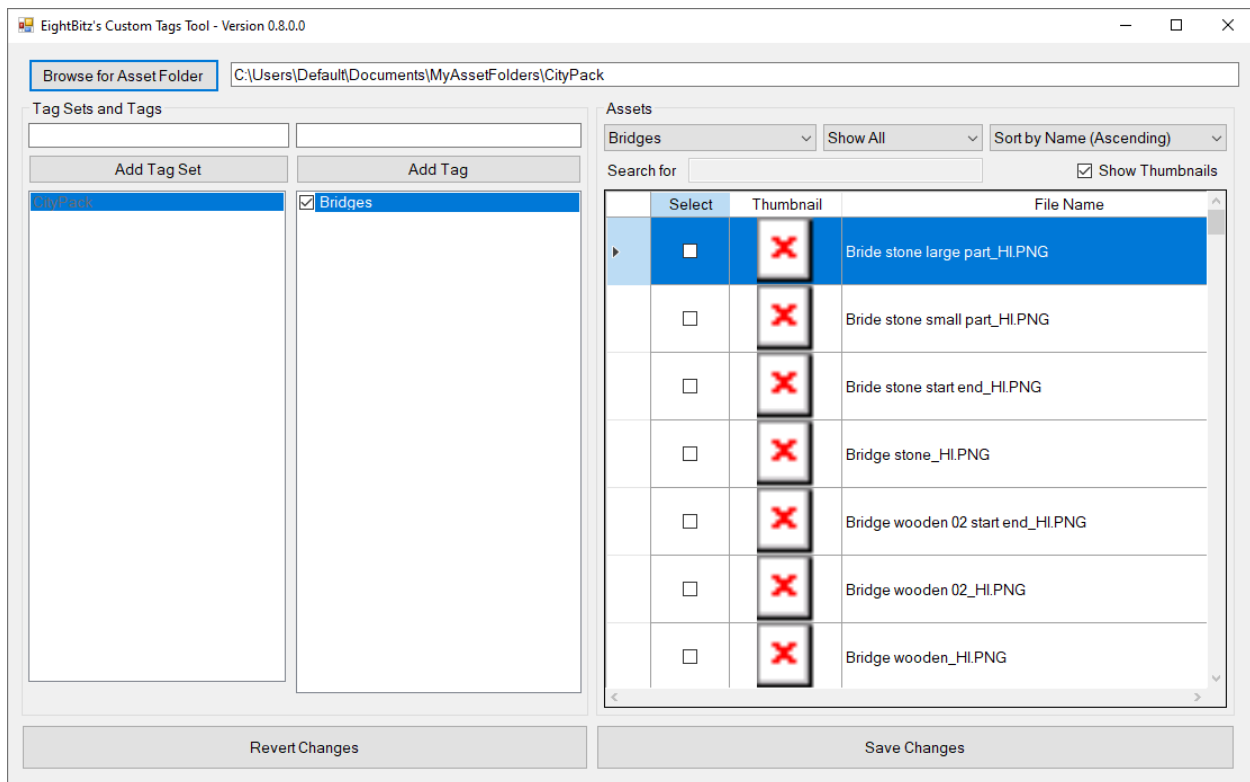 EightBitz's Custom Tags Tool - Version 0.8.0.0
Browse for Asset Folder C:\Users\Default\Documents\MyAssetFolders\CityPack
Tag Sets and Tags
Add Tag Set Add Tag
CityPack
Bridges
Assets
Bridges Show All Sort by Name (Ascending)
Search for Show Thumbnails
Select Thumbnail File Name
Bride stone large part_HI.PNG
Bride stone small part_HI.PNG
Bride stone start end_HI.PNG
Bridge stone_HI.PNG
Bridge wooden 02 start end_HI.PNG
Bridge wooden 02_HI.PNG
Bridge wooden_HI.PNG
Revert Changes Save Changes